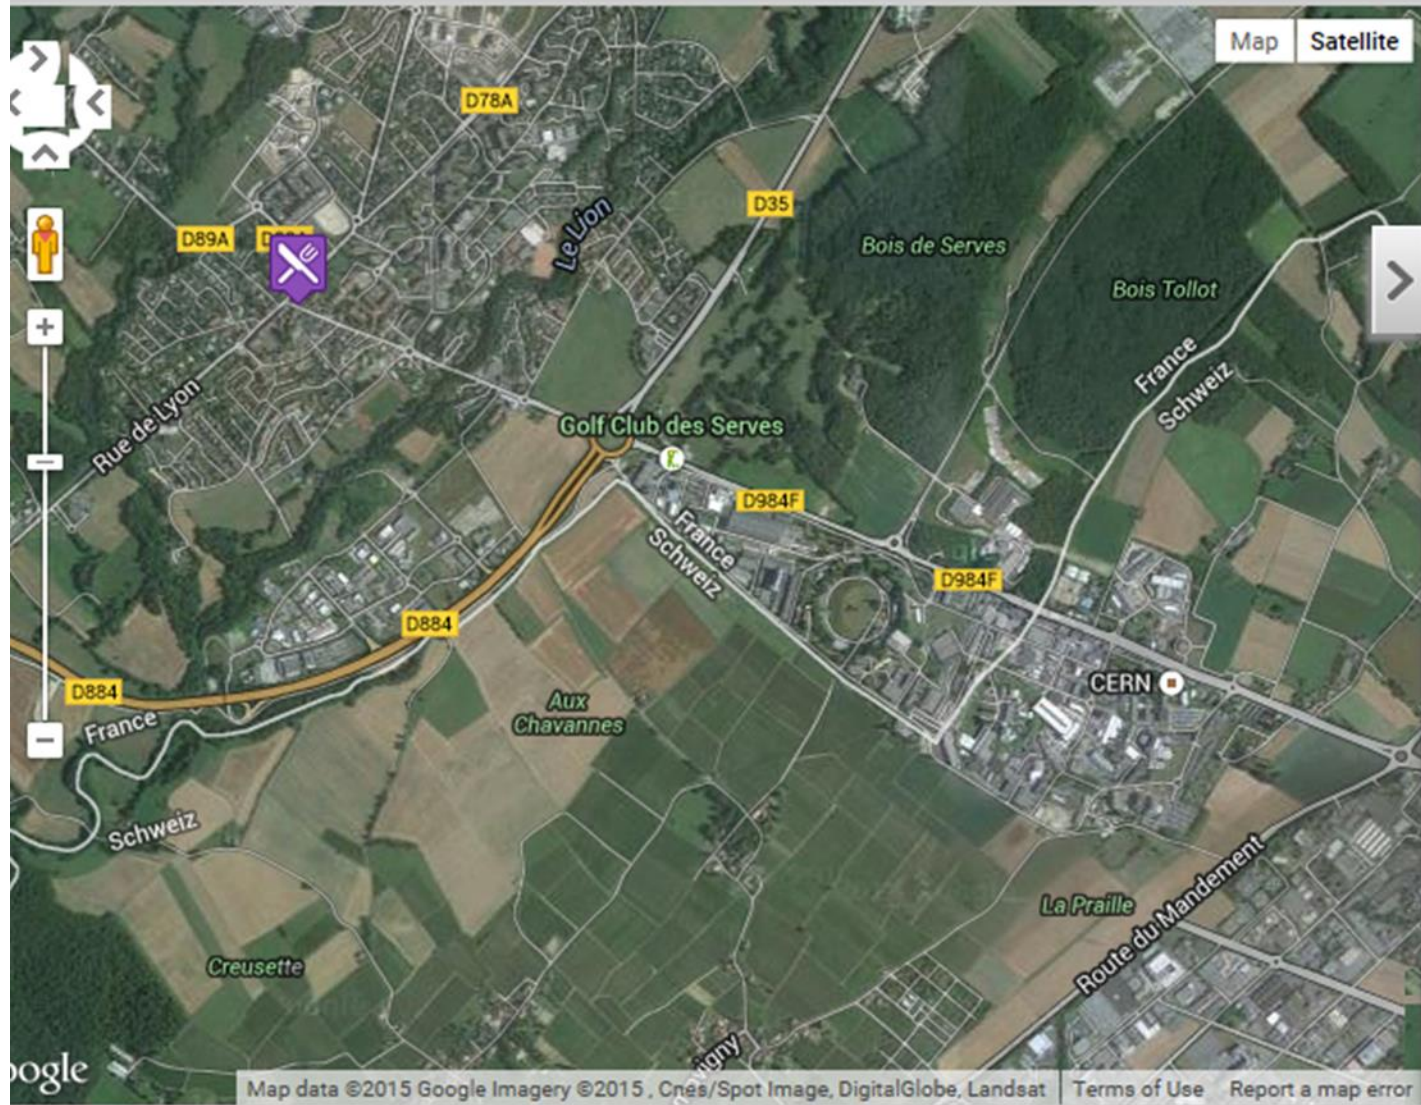 Map
Satellite
D78A
D35
D89A
Le Lion
Bois de Serves
Bois Tollot
France
Schweiz
Rue de Lyon
Golf Club des Serves
D984F
France
Schweiz
D984F
D884
CERN
D884
France
Aux
Chavannes
Schweiz
La Praille
Route du Mandement
Creusette
Map data ©2015 Google Imagery ©2015 , Cnes/Spot Image, DigitalGlobe, Landsat
Terms of Use
Report a map error